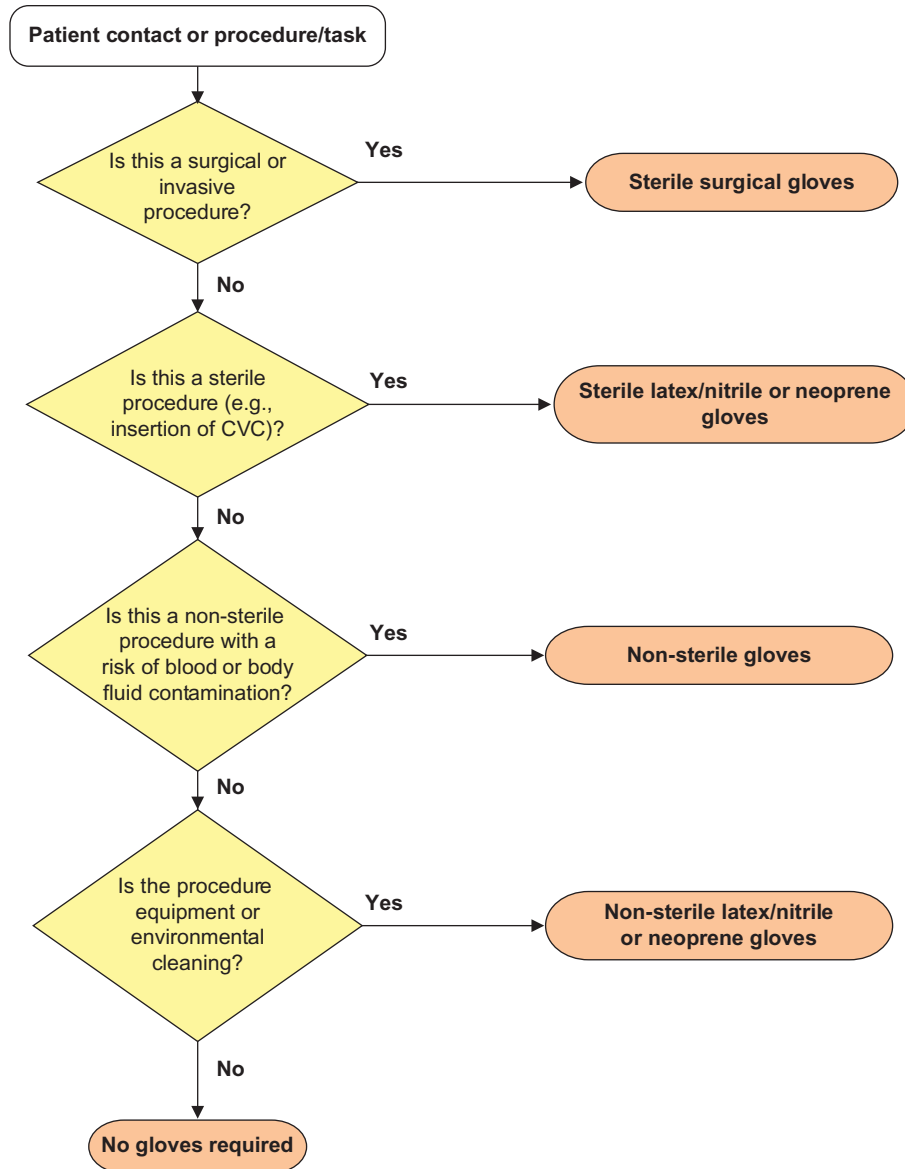 Patient contact or procedure/task
Is this a surgical or
invasive
procedure?
Yes
Sterile surgical gloves
No
Is this a sterile
procedure (e.g.,
insertion of CVC)?
Yes
Sterile latex/nitrile or neoprene
gloves
No
Is this a non-sterile
procedure with a
risk of blood or body
fluid contamination?
Yes
Non-sterile gloves
No
Is the procedure
equipment or
environmental
cleaning?
Yes
Non-sterile latex/nitrile
or neoprene gloves
No
No gloves required